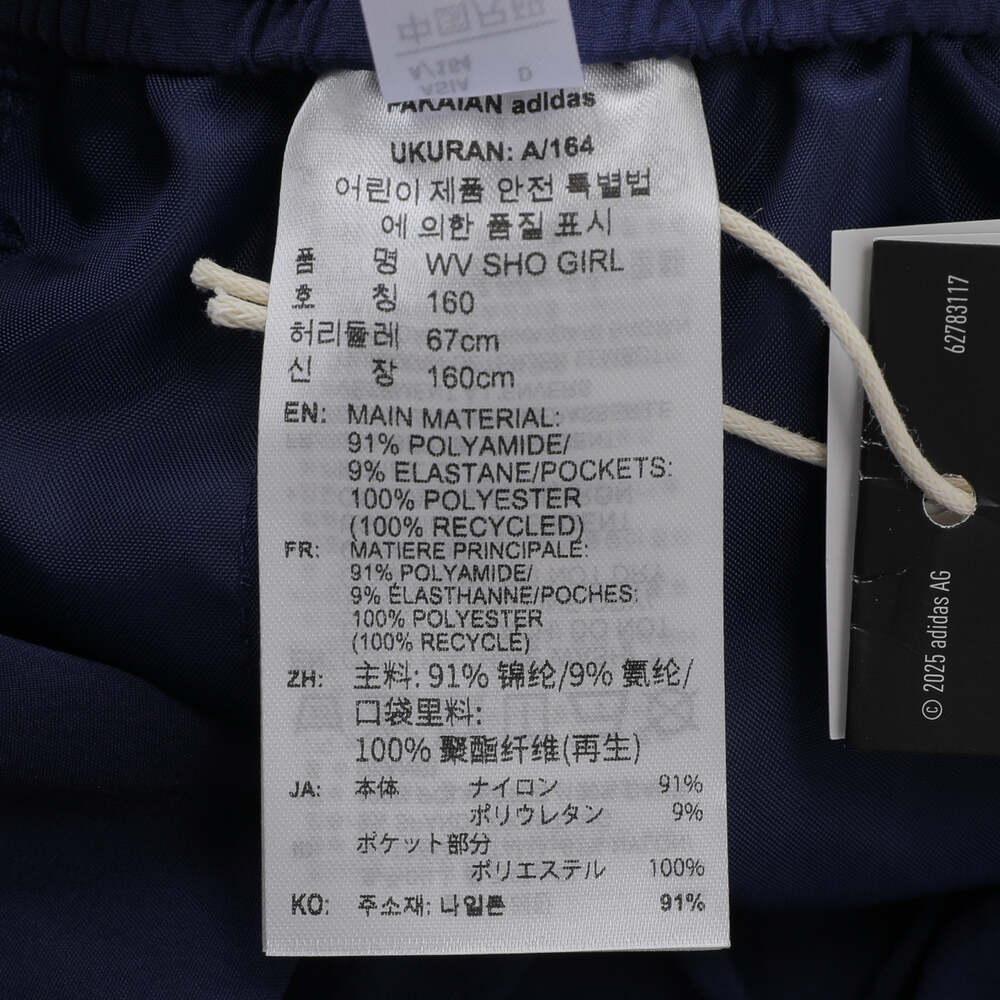 PAKAIAN adidas
UKURAN: A/164
어린이 제품 안전 특별법
에 의한 품질 표시
품 명 WV SHO GIRL
호 칭 160
허리둘레 67cm
신 장 160cm
EN: MAIN MATERIAL:
91% POLYAMIDE/
9% ELASTANE/POCKETS:
100% POLYESTER
(100% RECYCLED)
FR: MATIERE PRINCIPALE:
91% POLYAMIDE/
9% ÉLASTHANNE/POCHES:
100% POLYESTER
(100% RECYCLÉ)
ZH: 主料: 91% 锦纶/9% 氨纶/
口袋里料:
100% 聚酯纤维(再生)
JA: 本体 ナイロン 91%
ポリウレタン 9%
ポケット部分
ポリエステル 100%
KO: 주소재: 나일론 91%
62783117
© 2025 adidas AG
中國尺碼
A/164
ASIA D